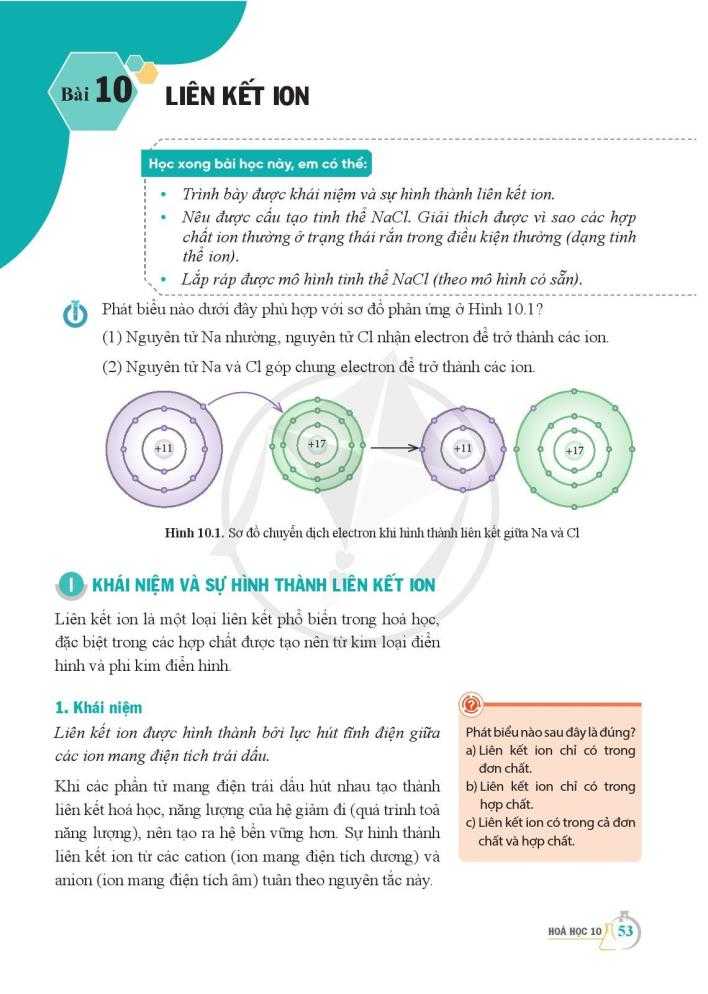 Bài 10
LIÊN KẾT ION
Học xong bài học này, em có thể:
• Trình bày được khái niệm và sự hình thành liên kết ion.
• Nêu được cấu tạo tinh thể NaCl. Giải thích được vì sao các hợp
chất ion thường ở trạng thái rắn trong điều kiện thường (dạng tinh
thể ion).
• Lắp ráp được mô hình tinh thể NaCl (theo mô hình có sẵn).
Phát biểu nào dưới đây phù hợp với sơ đồ phản ứng ở Hình 10.1?
(1) Nguyên tử Na nhường, nguyên tử Cl nhận electron để trở thành các ion.
(2) Nguyên tử Na và Cl góp chung electron để trở thành các ion.
+11 +17 +11 +17
Hình 10.1. Sơ đồ chuyển dịch electron khi hình thành liên kết giữa Na và Cl
I KHÁI NIỆM VÀ SỰ HÌNH THÀNH LIÊN KẾT ION
Liên kết ion là một loại liên kết phổ biến trong hoá học,
đặc biệt trong các hợp chất được tạo nên từ kim loại điển
hình và phi kim điển hình.
1. Khái niệm
Liên kết ion được hình thành bởi lực hút tĩnh điện giữa
các ion mang điện tích trái dấu.
Khi các phần tử mang điện trái dấu hút nhau tạo thành
liên kết hoá học, năng lượng của hệ giảm đi (quá trình toả
năng lượng), nên tạo ra hệ bền vững hơn. Sự hình thành
liên kết ion từ các cation (ion mang điện tích dương) và
anion (ion mang điện tích âm) tuân theo nguyên tắc này.
?
Phát biểu nào sau đây là đúng?
a) Liên kết ion chỉ có trong
đơn chất.
b) Liên kết ion chỉ có trong
hợp chất.
c) Liên kết ion có trong cả đơn
chất và hợp chất.
HOÁ HỌC 10 53